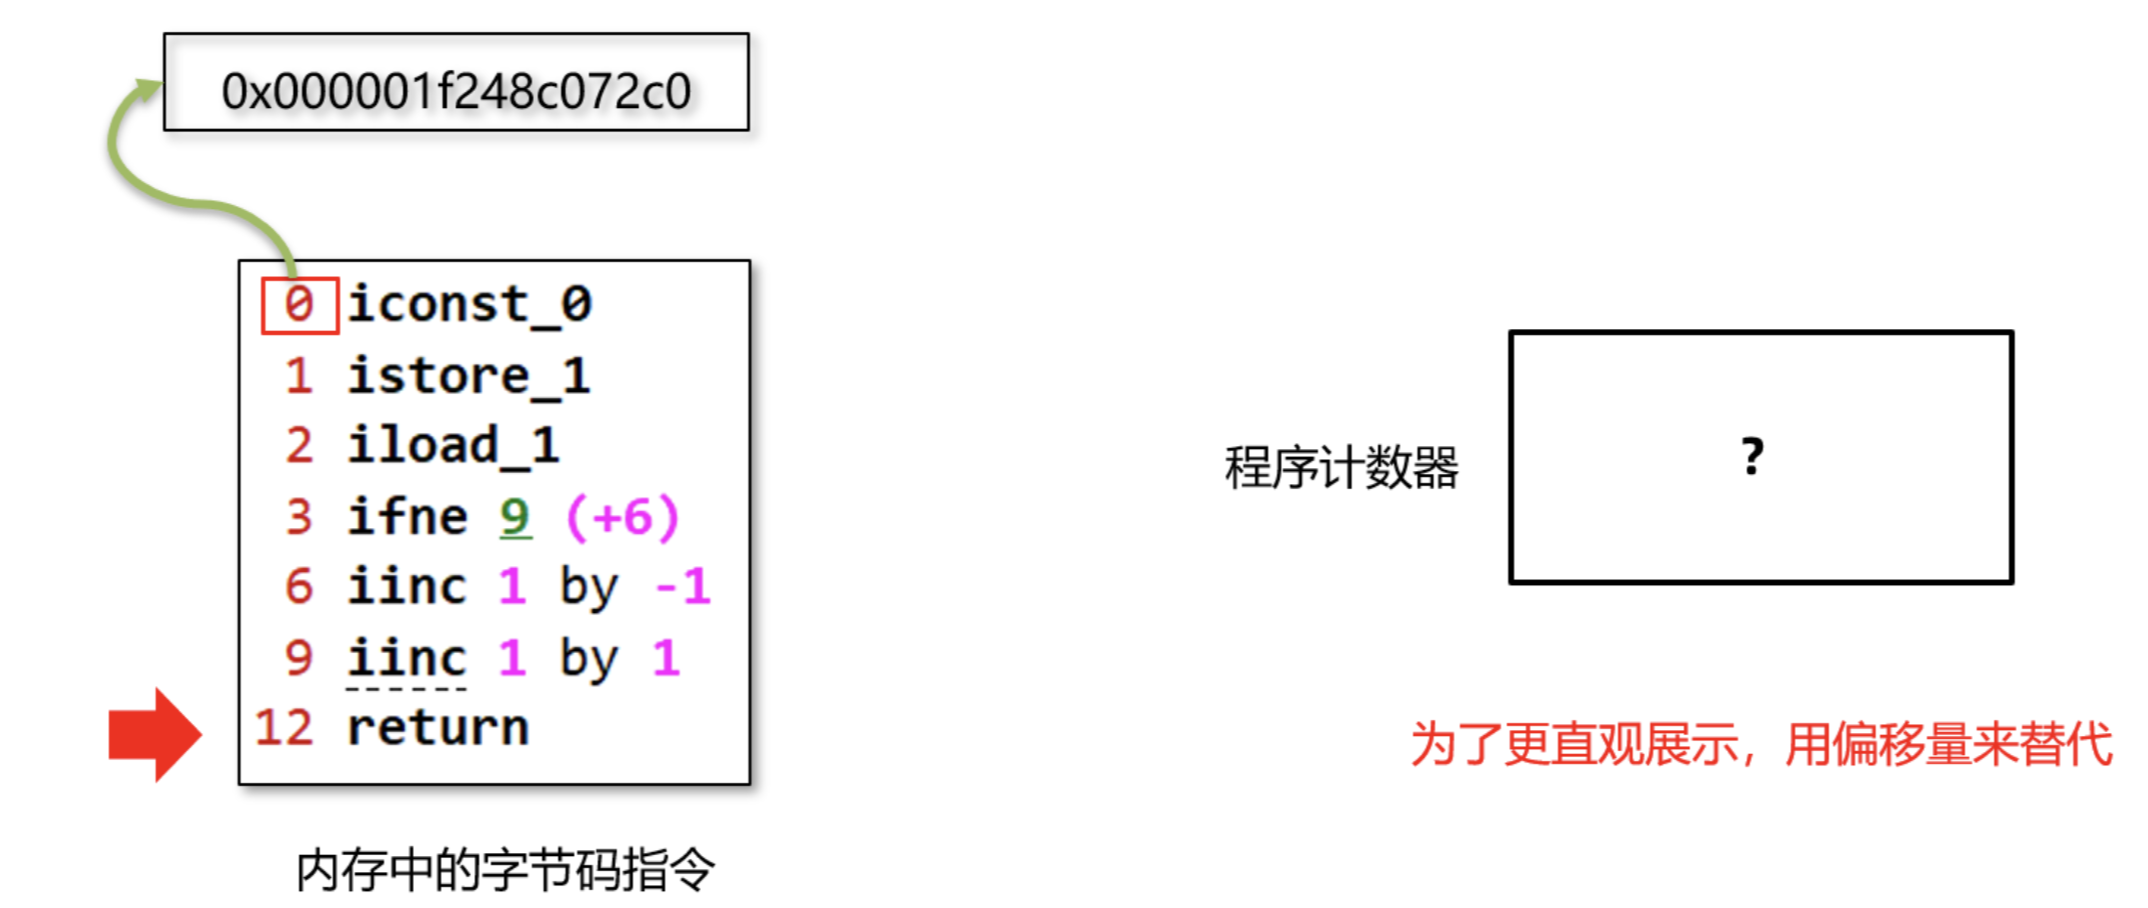 0x000001f248c072c0
0 iconst_0
1 istore_1
2 iload_1
3 ifne 9 (+6)
6 iinc 1 by -1
9 iinc 1 by 1
12 return
内存中的字节码指令
程序计数器
?
为了更直观展示，用偏移量来替代